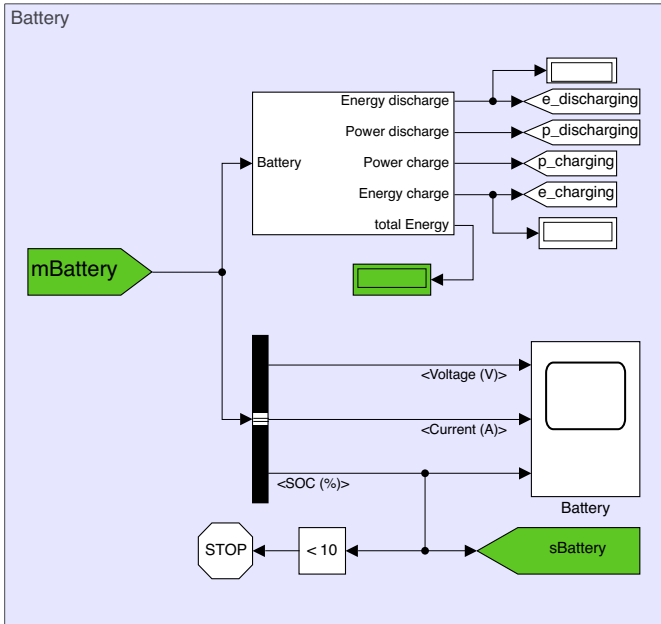 Battery
Energy discharge
e_discharging
Power discharge
p_discharging
Battery
Power charge
p_charging
Energy charge
e_charging
total Energy
mBattery
<Voltage (V)>
<Current (A)>
<SOC (%)>
Battery
STOP
< 10
sBattery